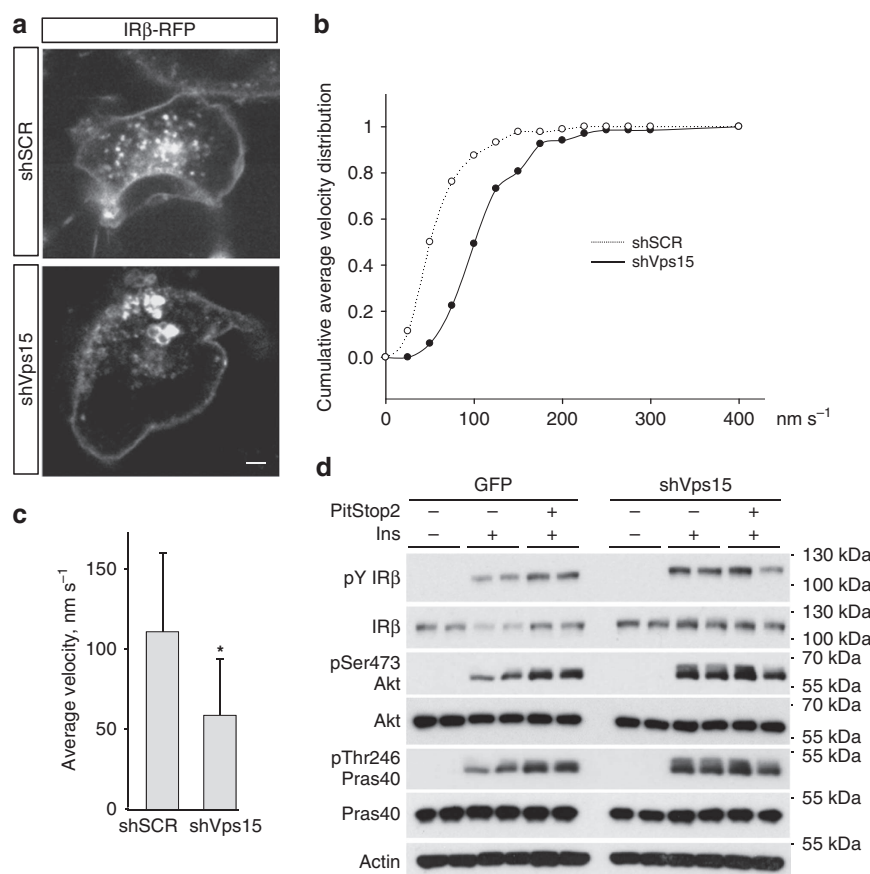 a
IRβ-RFP
shSCR
shVps15
b
Cumulative average velocity distribution
1
0.8
0.6
0.4
0.2
0.0
0
100
200
300
400
nm s⁻¹
shSCR
shVps15
c
Average velocity, nm s⁻¹
150
100
50
0
*
shSCR
shVps15
d
GFP
shVps15
PitStop2 – – + – – +
Ins – + + – + +
pY IRβ
130 kDa
100 kDa
IRβ
130 kDa
100 kDa
pSer473
Akt
70 kDa
55 kDa
Akt
70 kDa
55 kDa
pThr246
Pras40
55 kDa
Pras40
55 kDa
Actin
55 kDa